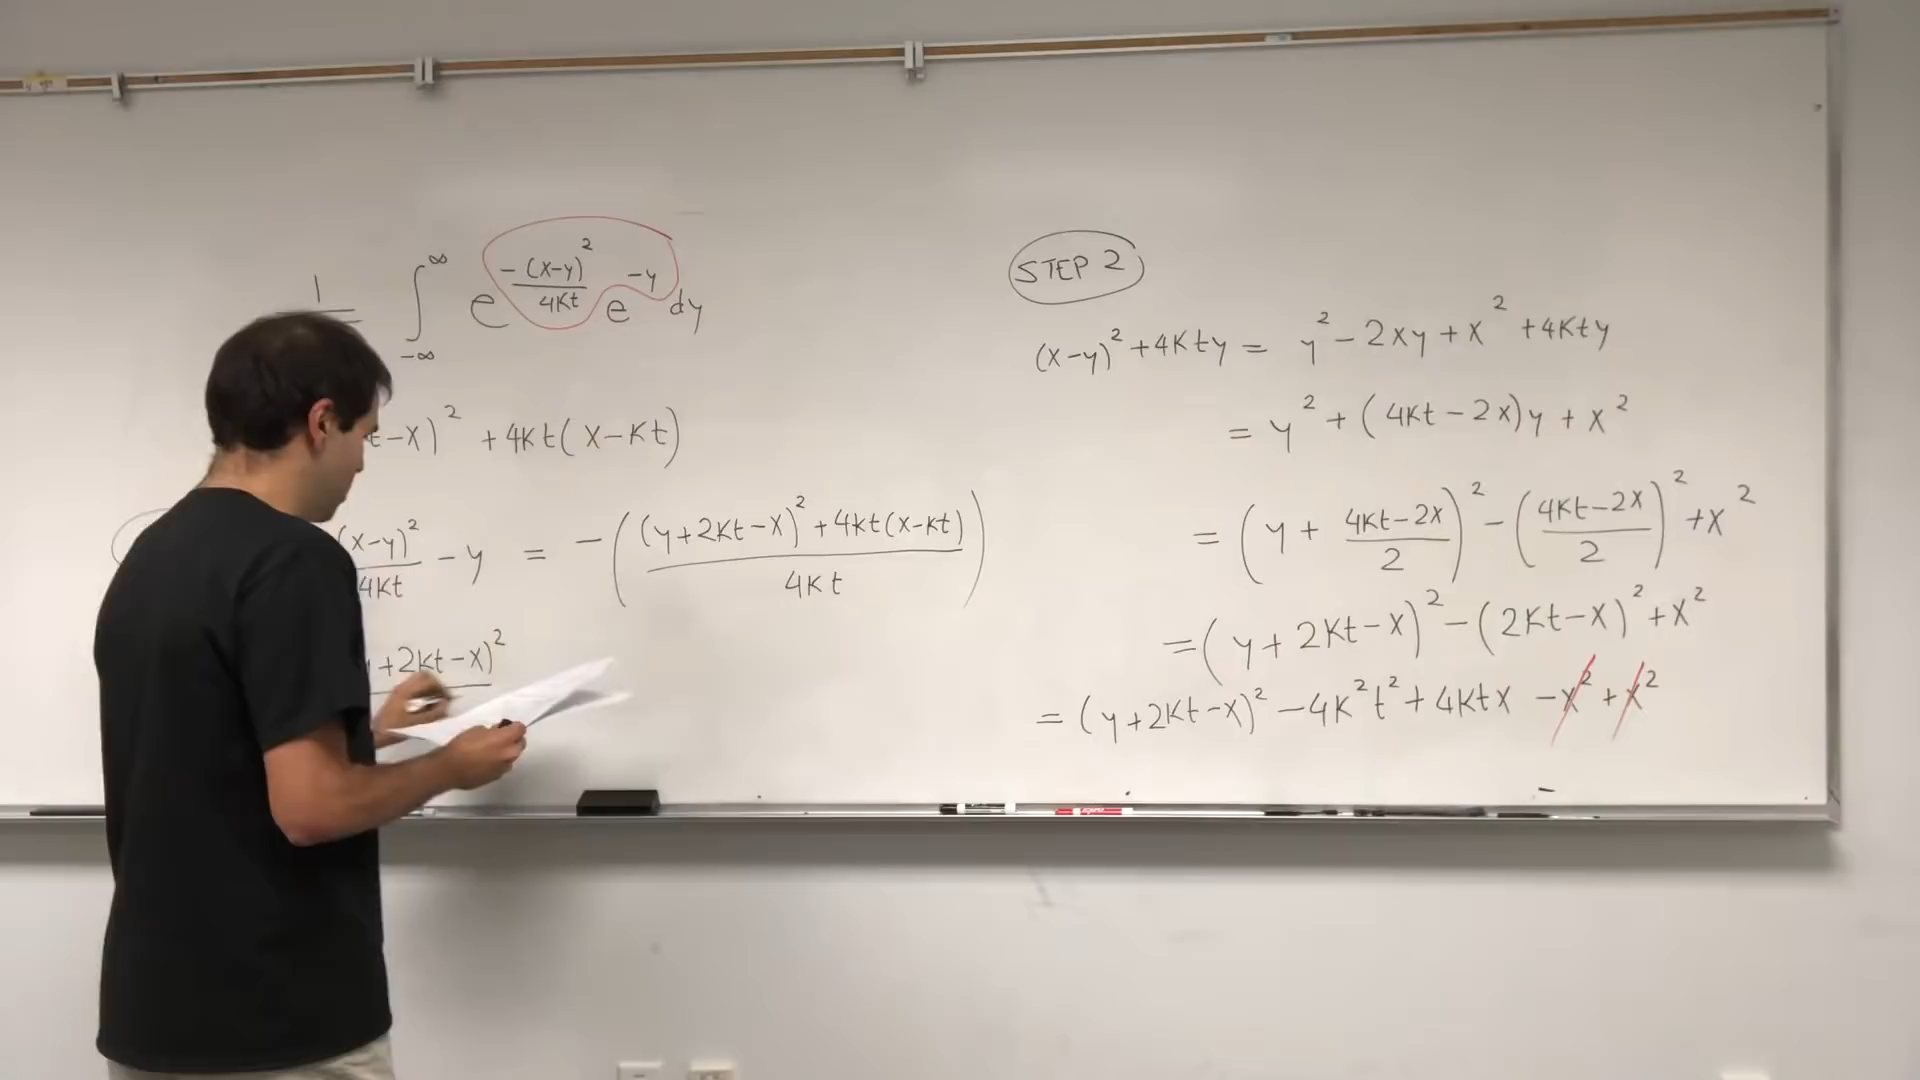 1 ∫_{-∞}^{∞} e^{-(x-y)²/4kt} e^{-y} dy
t-x)² + 4kt(x-kt)
(x-y)²/4kt - y = -(((y+2kt-x)² + 4kt(x-kt))/4kt)
+2kt-x)²
STEP 2
(x-y)² + 4kty = y² - 2xy + x² + 4kty
= y² + (4kt-2x)y + x²
= (y + (4kt-2x)/2)² - ((4kt-2x)/2)² + x²
= (y+2kt-x)² - (2kt-x)² + x²
= (y+2kt-x)² - 4k²t² + 4ktx - x² + x²